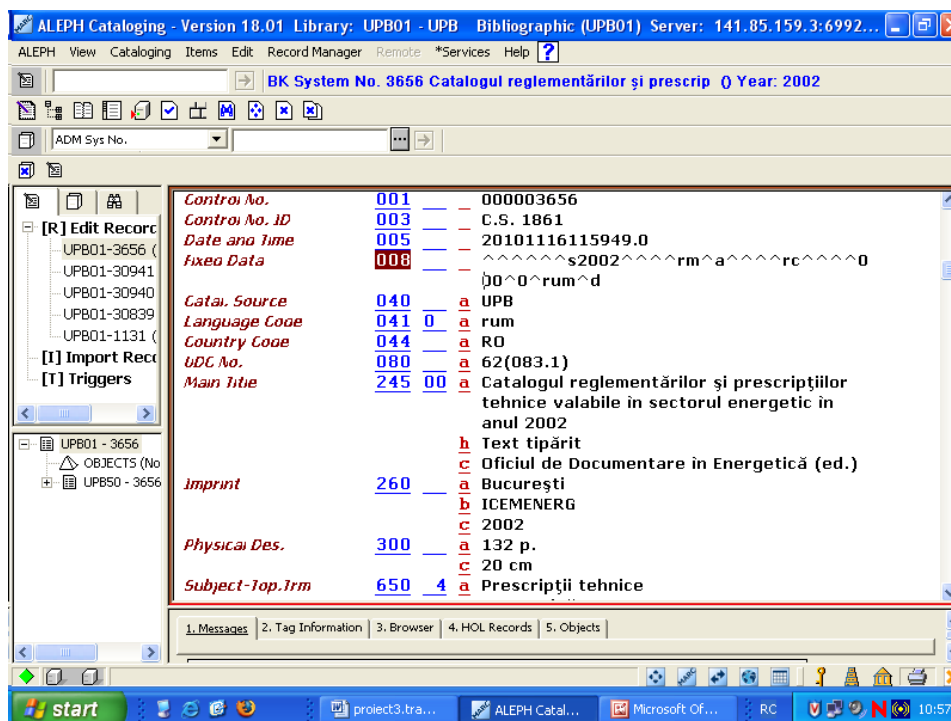 ALEPH Cataloging - Version 18.01 Library: UPB01 - UPB Bibliographic (UPB01) Server: 141.85.159.3:6992...
ALEPH View Cataloging Items Edit Record Manager Remote *Services Help ?
BK System No. 3656 Catalogul reglementărilor și prescrip () Year: 2002
ADM Sys No.
[R] Edit Recorc
UPB01-3656 (
UPB01-30941
UPB01-30940
UPB01-30839
UPB01-1131 (
[I] Import Reco
[T] Triggers
UPB01 - 3656
OBJECTS (No
UPB50 - 3656
Control No. 001 000003656
Control No. ID 003 C.S. 1861
Date and Time 005 20101116115949.0
Fixed Data 008 ^^^^^^s2002^^^^rm^a^^^^rc^^^^0
00^0^rum^d
Catal. Source 040 a UPB
Language Code 041 0 a rum
Country Code 044 a RO
UDC No. 080 a 62(083.1)
Main Title 245 00 a Catalogul reglementărilor şi prescripţiilor
tehnice valabile în sectorul energetic în
anul 2002
h Text tipărit
c Oficiul de Documentare în Energetică (ed.)
Imprint 260 a Bucureşti
b ICEMENERG
c 2002
Physical Des. 300 a 132 p.
c 20 cm
Subject-Top.Trm 650 4 a Prescripţii tehnice
1. Messages 2. Tag Information 3. Browser 4. HOL Records 5. Objects
start proiect3.tra... ALEPH Catal... Microsoft Of... RC 10:5